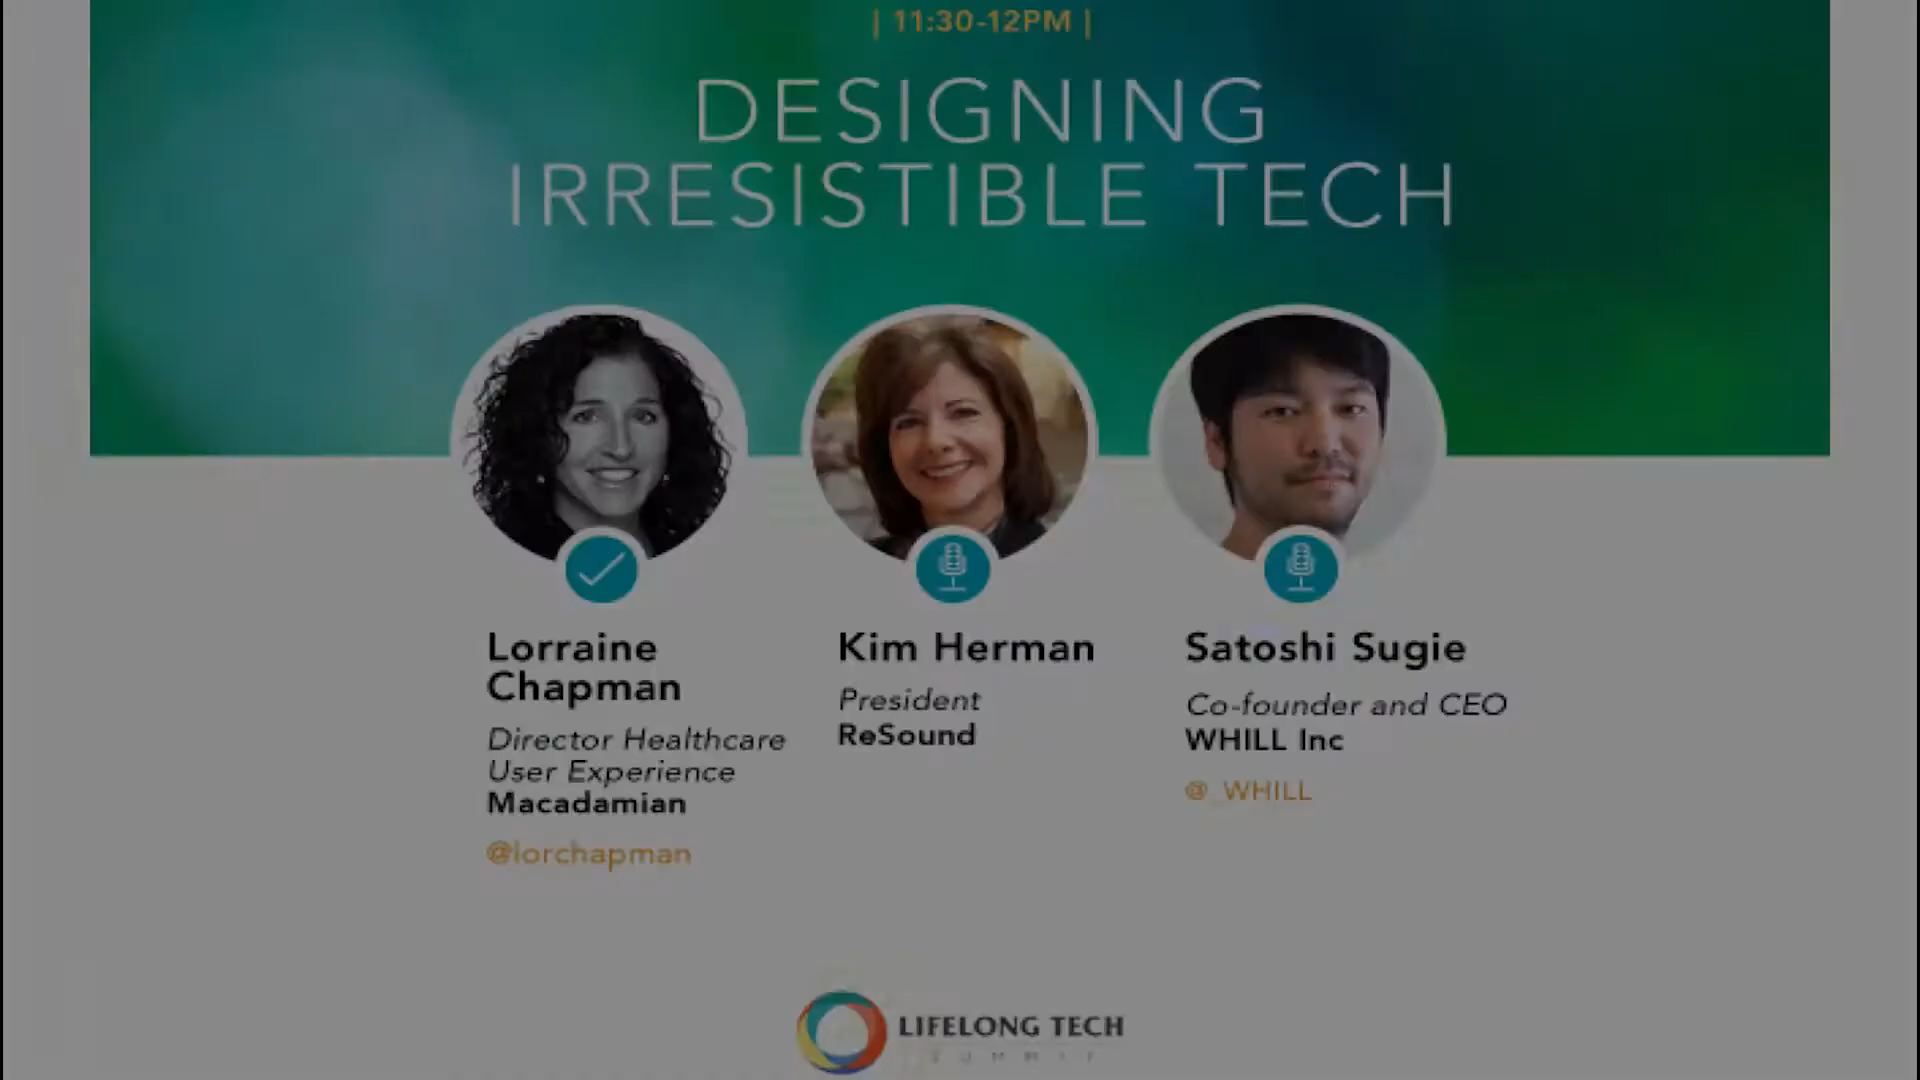 | 11:30-12PM |
DESIGNING
IRRESISTIBLE TECH
Lorraine
Chapman
Director Healthcare
User Experience
Macadamian
@lorchapman
Kim Herman
President
ReSound
Satoshi Sugie
Co-founder and CEO
WHILL Inc
@_WHILL
LIFELONG TECH
SUMMIT